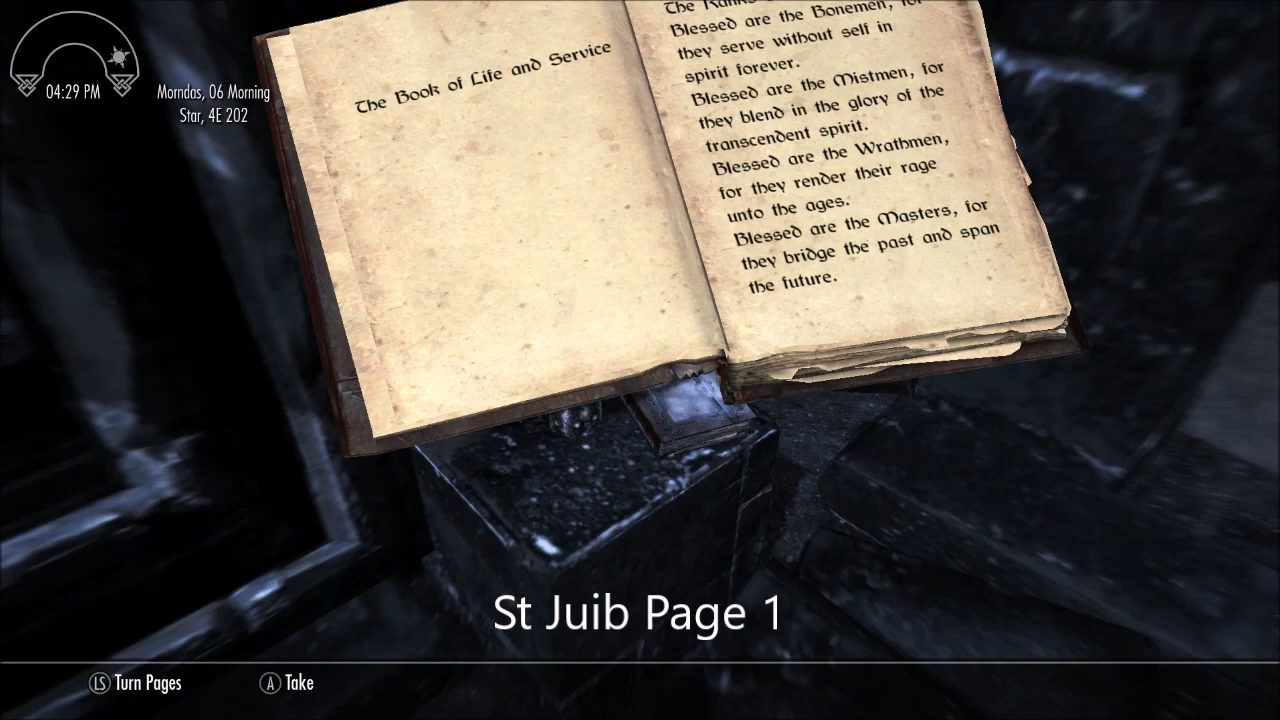 04:29 PM
Morndas, 06 Morning
Star, 4E 202
The Book of Life and Service
The Ranks
Blessed are the Bonemen, for
they serve without self in
spirit forever.
Blessed are the Mistmen, for
they blend in the glory of the
transcendent spirit.
Blessed are the Wrathmen,
for they render their rage
unto the ages.
Blessed are the Masters, for
they bridge the past and span
the future.
St Juib Page 1
LS Turn Pages
A Take